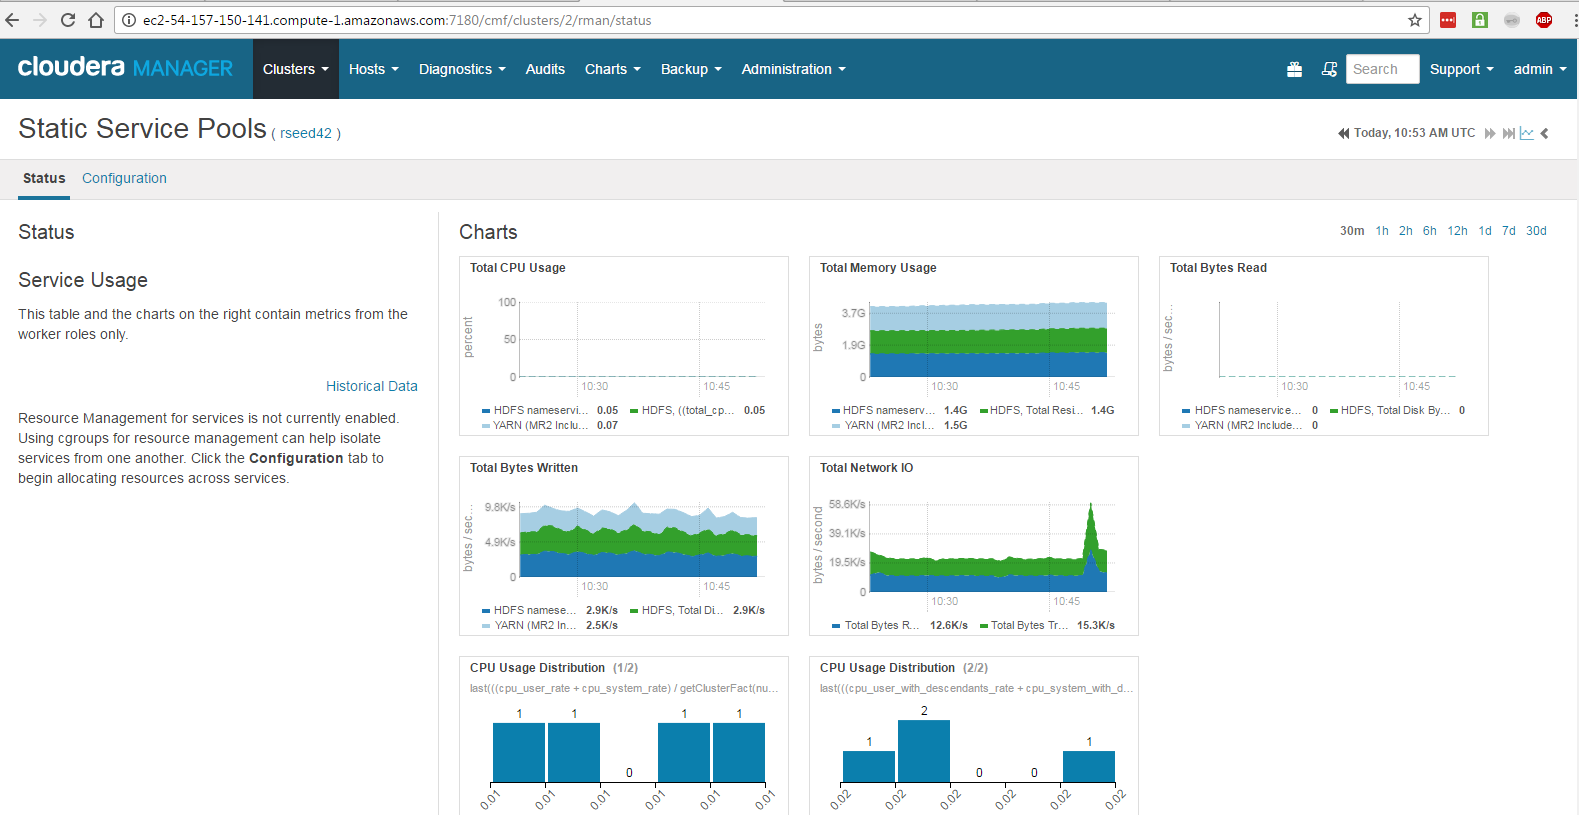 ec2-54-157-150-141.compute-1.amazonaws.com:7180/cmf/clusters/2/rman/status
ABP
cloudera MANAGER
Clusters
Hosts
Diagnostics
Audits
Charts
Backup
Administration
Search
Support
admin
Static Service Pools ( rseed42 )
Today, 10:53 AM UTC
Status
Configuration
Status
Service Usage
This table and the charts on the right contain metrics from the
worker roles only.
Historical Data
Resource Management for services is not currently enabled.
Using cgroups for resource management can help isolate
services from one another. Click the Configuration tab to
begin allocating resources across services.
Charts
30m 1h 2h 6h 12h 1d 7d 30d
Total CPU Usage
percent
100
50
0
10:30
10:45
HDFS nameservi... 0.05
HDFS, ((total_cp... 0.05
YARN (MR2 Inclu... 0.07
Total Memory Usage
bytes
3.7G
1.9G
0
10:30
10:45
HDFS nameserv... 1.4G
HDFS, Total Resi... 1.4G
YARN (MR2 Incl... 1.5G
Total Bytes Read
bytes / sec...
10:30
10:45
HDFS nameservice... 0
HDFS, Total Disk By... 0
YARN (MR2 Include... 0
Total Bytes Written
bytes / sec...
9.8K/s
4.9K/s
0
10:30
10:45
HDFS namese... 2.9K/s
HDFS, Total Di... 2.9K/s
YARN (MR2 In... 2.5K/s
Total Network IO
bytes / second
58.6K/s
39.1K/s
19.5K/s
0
10:30
10:45
Total Bytes R... 12.6K/s
Total Bytes Tr... 15.3K/s
CPU Usage Distribution (1/2)
last(((cpu_user_rate + cpu_system_rate) / getClusterFact(nu...
1
1
0
1
1
0.01
0.01
0.01
0.01
0.01
0.01
CPU Usage Distribution (2/2)
last(((cpu_user_with_descendants_rate + cpu_system_with_d...
1
2
0
0
1
0.02
0.02
0.02
0.02
0.02
0.02